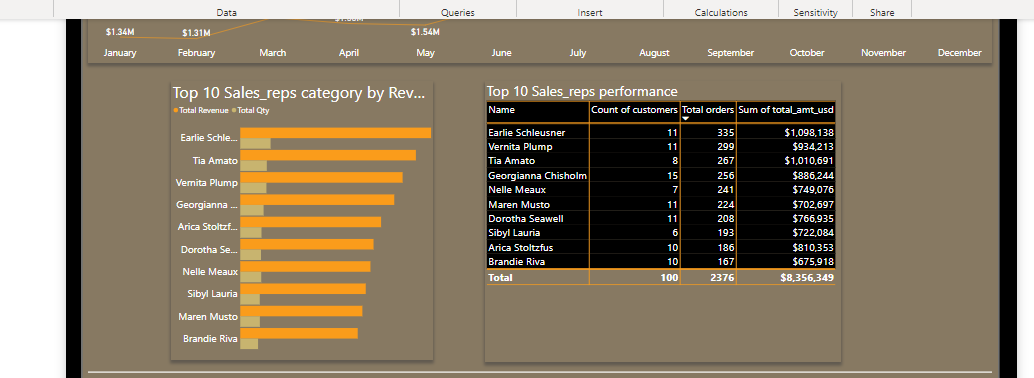 Data Queries Insert Calculations Sensitivity Share
$1.34M $1.31M $1.54M
January February March April May June July August September October November December
Top 10 Sales_reps category by Rev...
Total Revenue Total Qty
Earlie Schle...
Tia Amato
Vernita Plump
Georgianna ...
Arica Stoltzf...
Dorotha Se...
Nelle Meaux
Sibyl Lauria
Maren Musto
Brandie Riva
Top 10 Sales_reps performance
Name Count of customers Total orders Sum of total_amt_usd
Earlie Schleusner 11 335 $1,098,138
Vernita Plump 11 299 $934,213
Tia Amato 8 267 $1,010,691
Georgianna Chisholm 15 256 $886,244
Nelle Meaux 7 241 $749,076
Maren Musto 11 224 $702,697
Dorotha Seawell 11 208 $766,935
Sibyl Lauria 6 193 $722,084
Arica Stoltzfus 10 186 $810,353
Brandie Riva 10 167 $675,918
Total 100 2376 $8,356,349